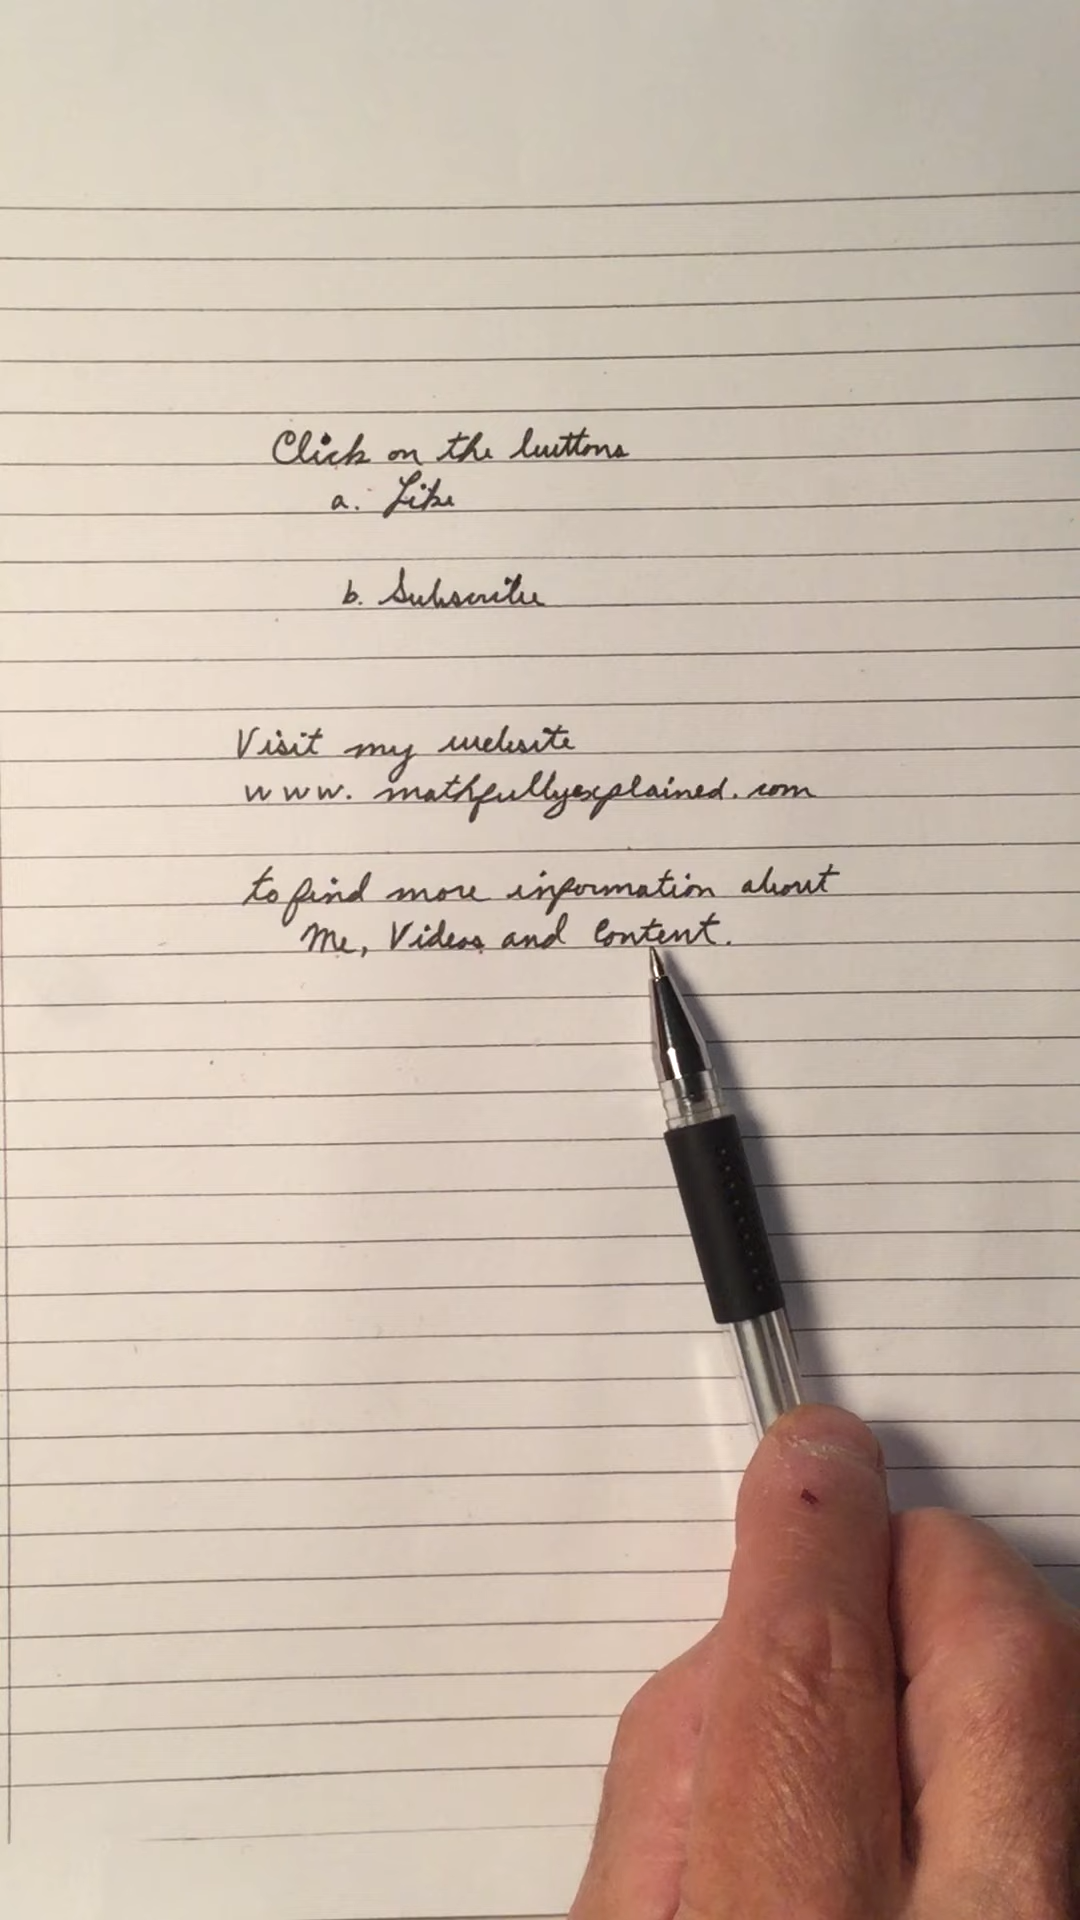 Click on the buttons
a. Like
b. Subscribe
Visit my website
www.mathfullyexplained.com
to find more information about
Me, Videos and Content.